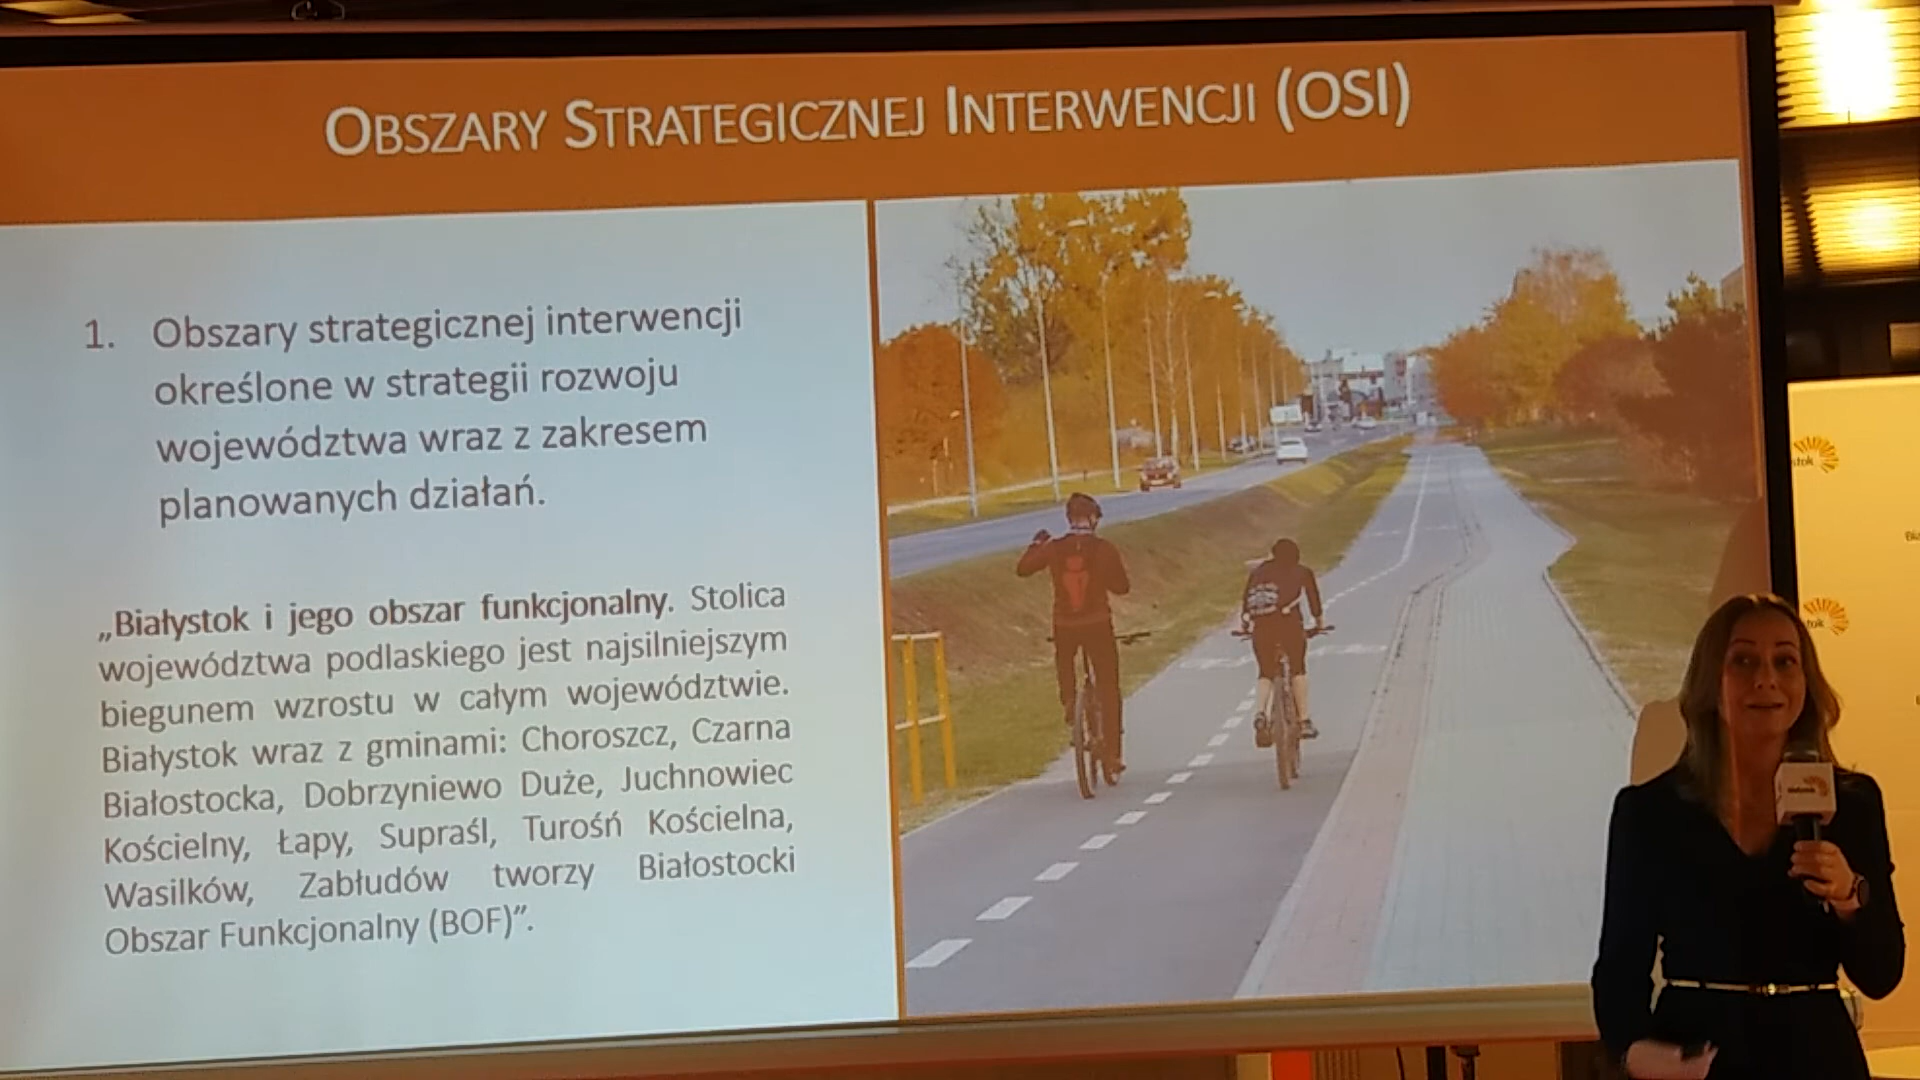 OBSZARY STRATEGICZNEJ INTERWENCJI (OSI)
1. Obszary strategicznej interwencji
określone w strategii rozwoju
województwa wraz z zakresem
planowanych działań.
„Białystok i jego obszar funkcjonalny. Stolica
województwa podlaskiego jest najsilniejszym
biegunem wzrostu w całym województwie.
Białystok wraz z gminami: Choroszcz, Czarna
Białostocka, Dobrzyniewo Duże, Juchnowiec
Kościelny, Łapy, Supraśl, Turośń Kościelna,
Wasilków, Zabłudów tworzy Białostocki
Obszar Funkcjonalny (BOF)”.
stok